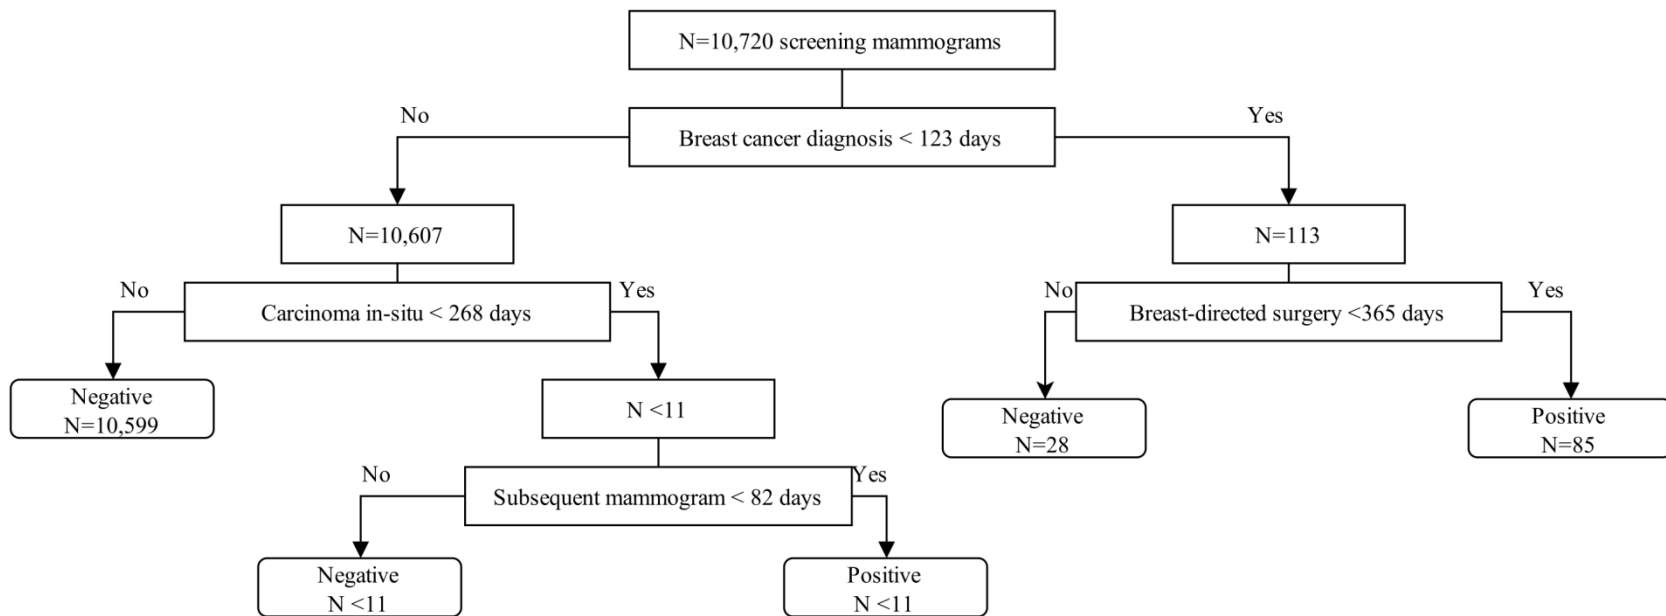 N=10,720 screening mammograms
No
Yes
Breast cancer diagnosis < 123 days
N=10,607
N=113
No
Yes
Carcinoma in-situ < 268 days
No
Yes
Breast-directed surgery <365 days
Negative
N=10,599
N <11
Negative
N=28
Positive
N=85
No
Yes
Subsequent mammogram < 82 days
Negative
N <11
Positive
N <11